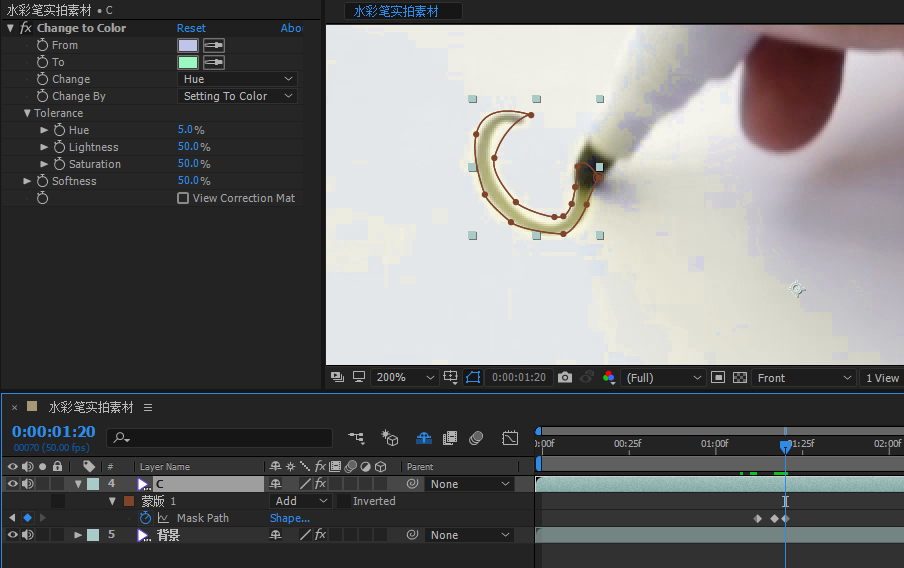 水彩笔实拍素材 • C
fx Change to Color Reset Abo
From
To
Change Hue
Change By Setting To Color
Tolerance
Hue 5.0%
Lightness 50.0%
Saturation 50.0%
Softness 50.0%
View Correction Mat
水彩笔实拍素材
200% 0:00:01:20 (Full) Front 1 View
× 水彩笔实拍素材
0:00:01:20
00070 (50.00 fps)
):00f 00:25f 01:00f 01:25f 02:00f
# Layer Name fx Parent
4 C None
蒙版 1 Add Inverted
Mask Path Shape...
5 背景 fx None